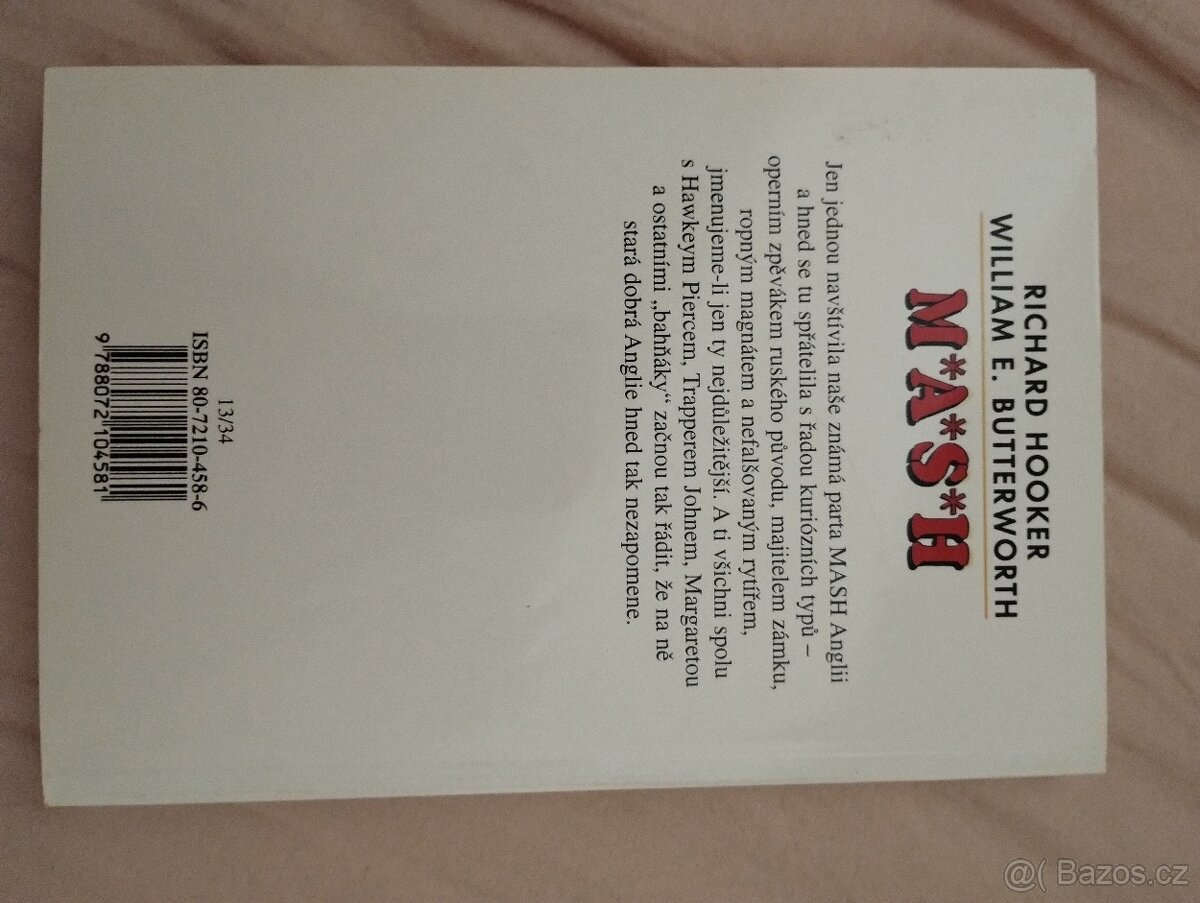 RICHARD HOOKER
WILLIAM E. BUTTERWORTH
M*A*S*H
Jen jednou navštívila naše známá parta MASH Anglii
a hned se tu spřátelila s řadou kuriózních typů –
operním zpěvákem ruského původu, majitelem zámku,
ropným magnátem a nefalšovaným rytířem,
jmenujeme-li jen ty nejdůležitější. A ti všichni spolu
s Hawkeym Piercem, Trapperem Johnem, Margaretou
a ostatními „bahňáky“ začnou tak řádit, že na ně
stará dobrá Anglie hned tak nezapomene.
13/34
ISBN 80-7210-458-6
9788072104581
@( Bazos.cz